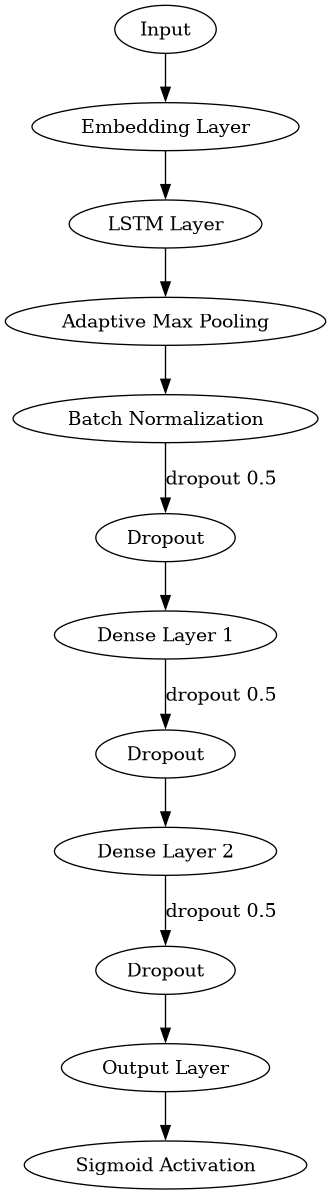 Input
Embedding Layer
LSTM Layer
Adaptive Max Pooling
Batch Normalization
dropout 0.5
Dropout
Dense Layer 1
dropout 0.5
Dropout
Dense Layer 2
dropout 0.5
Dropout
Output Layer
Sigmoid Activation